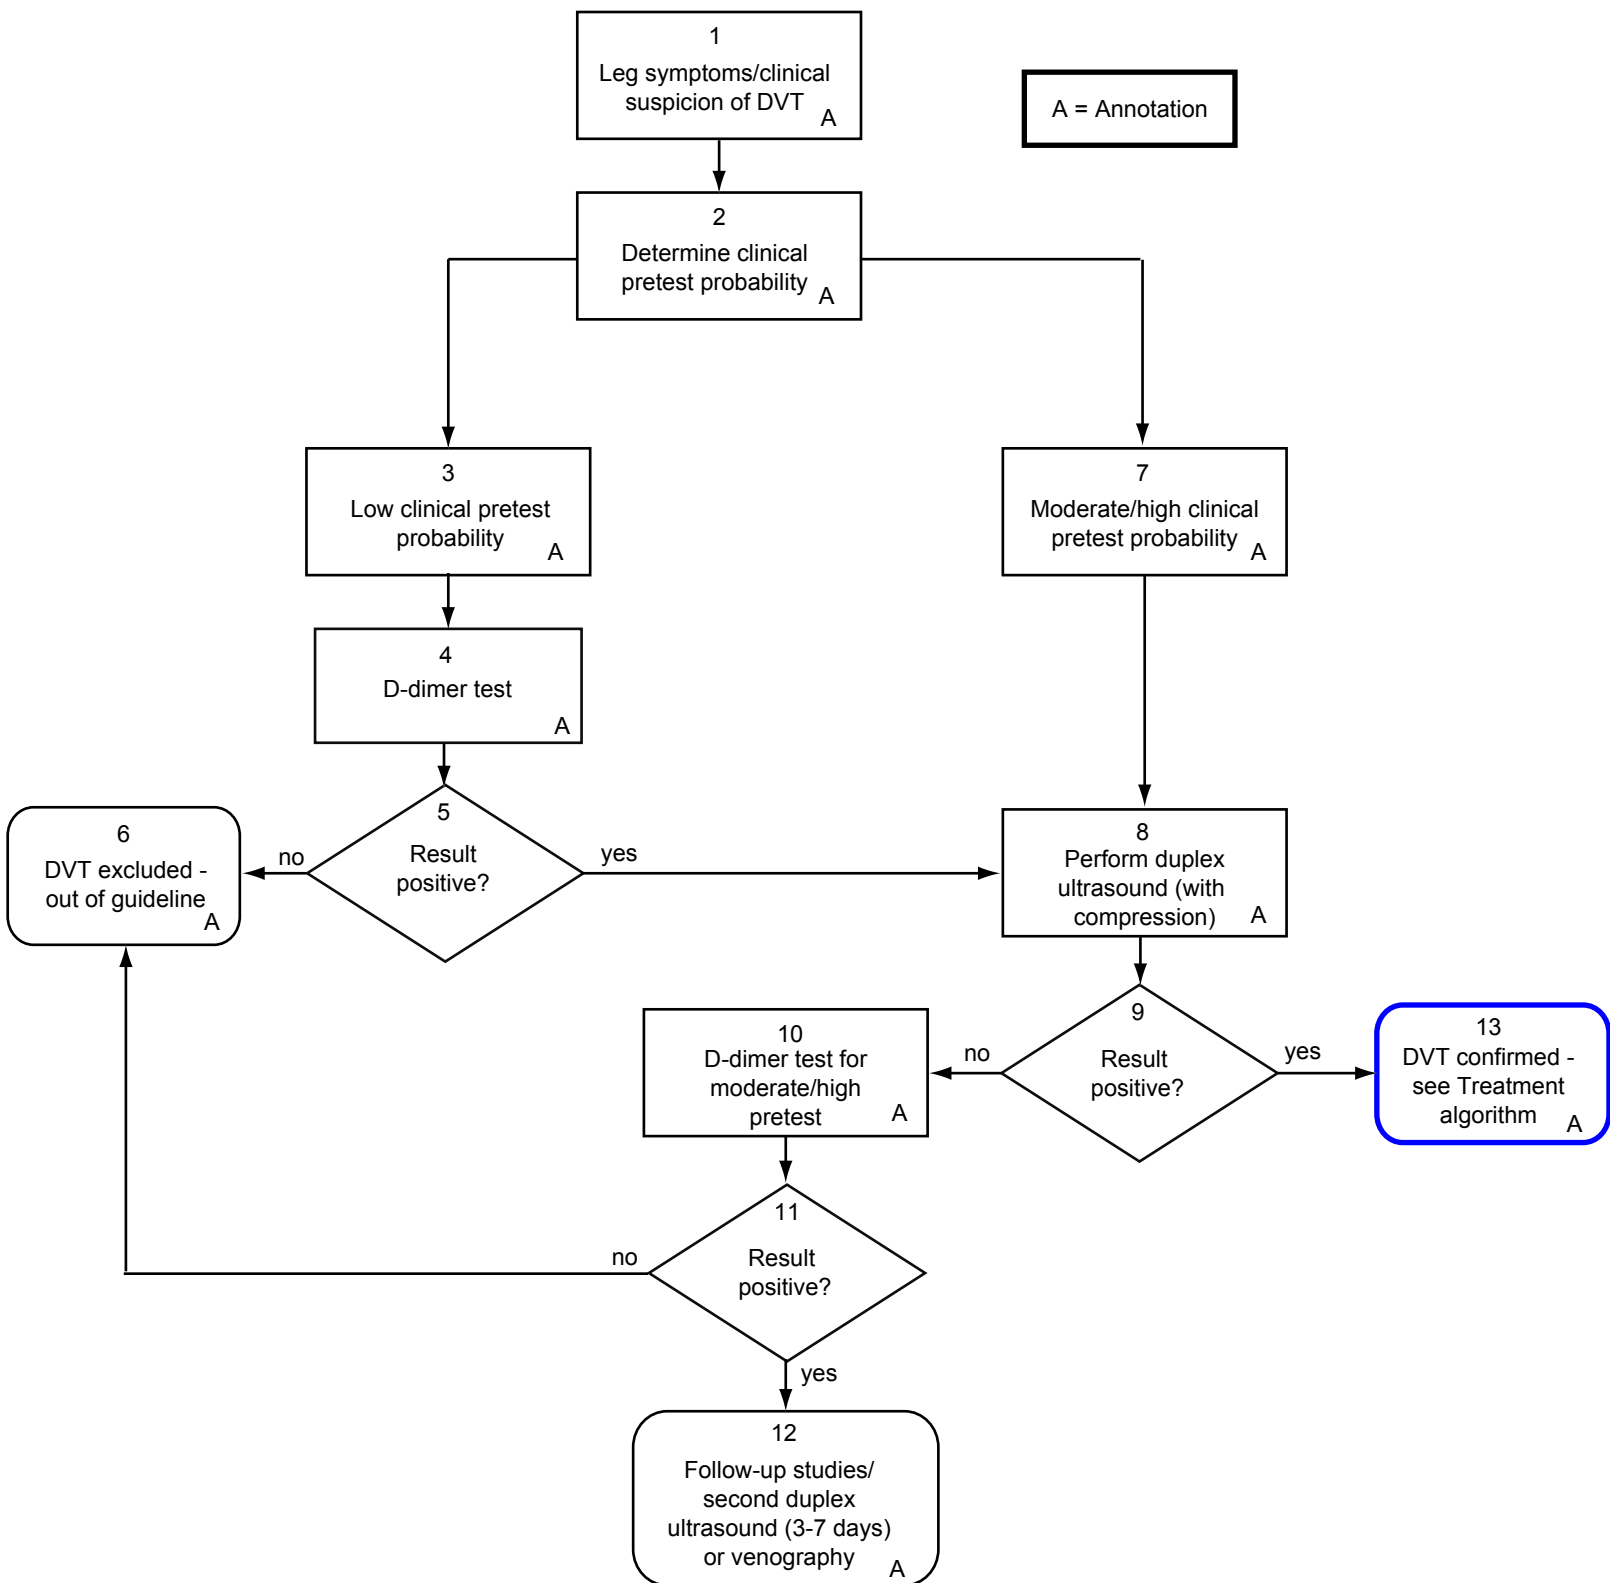 1
Leg symptoms/clinical
suspicion of DVT
A
A = Annotation
2
Determine clinical
pretest probability
A
3
Low clinical pretest
probability
A
7
Moderate/high clinical
pretest probability
A
4
D-dimer test
A
5
Result
positive?
no
yes
6
DVT excluded -
out of guideline
A
8
Perform duplex
ultrasound (with
compression)
A
9
Result
positive?
no
yes
10
D-dimer test for
moderate/high
pretest
A
13
DVT confirmed -
see Treatment
algorithm
A
11
Result
positive?
no
yes
12
Follow-up studies/
second duplex
ultrasound (3-7 days)
or venography
A